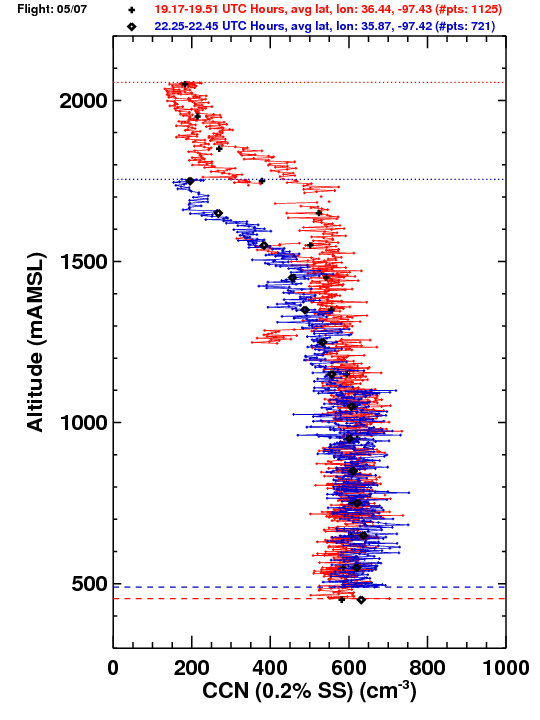 Flight: 05/07
19.17-19.51 UTC Hours, avg lat, lon: 36.44, -97.43 (#pts: 1125)
22.25-22.45 UTC Hours, avg lat, lon: 35.87, -97.42 (#pts: 721)
2000
1500
1000
500
Altitude (mAMSL)
0 200 400 600 800 1000
CCN (0.2% SS) (cm⁻³)